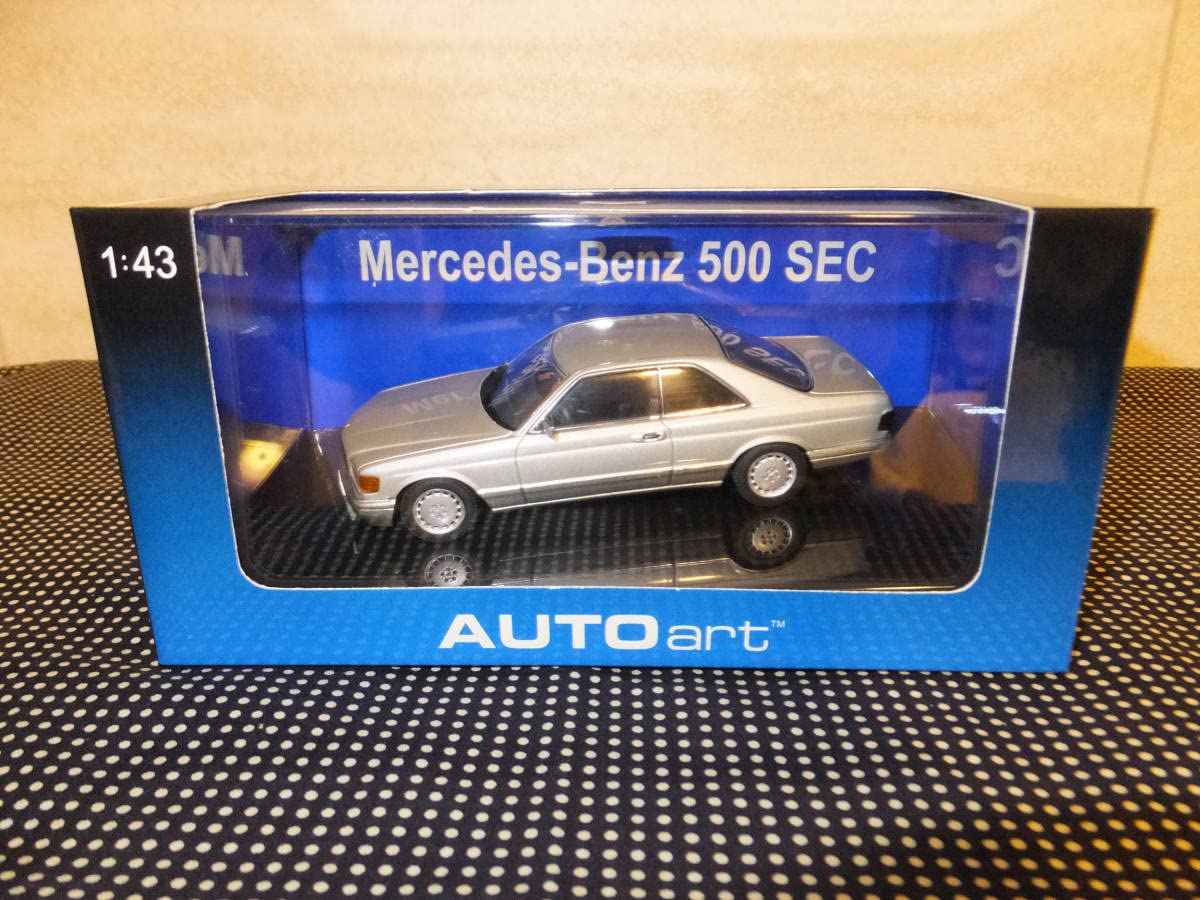 1:43
Mercedes-Benz 500 SEC
AUTOart™